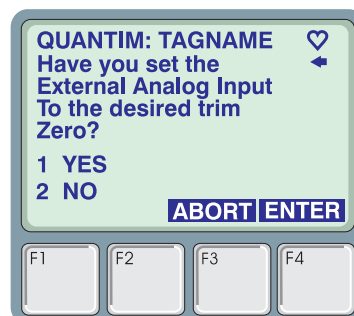 QUANTIM: TAGNAME
Have you set the
External Analog Input
To the desired trim
Zero?
1 YES
2 NO
ABORT ENTER
F1 F2 F3 F4